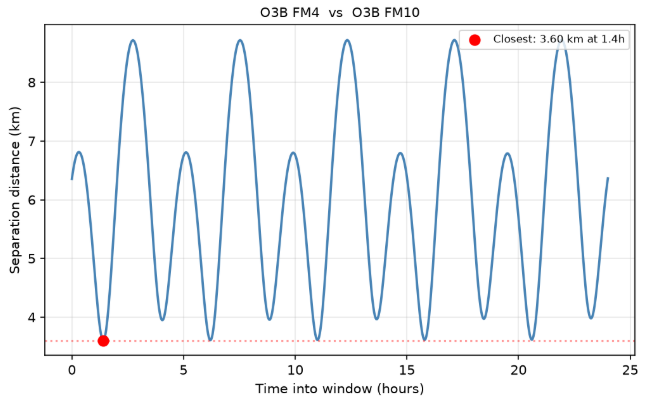 O3B FM4 vs O3B FM10
Closest: 3.60 km at 1.4h
Separation distance (km)
8
7
6
5
4
0 5 10 15 20 25
Time into window (hours)